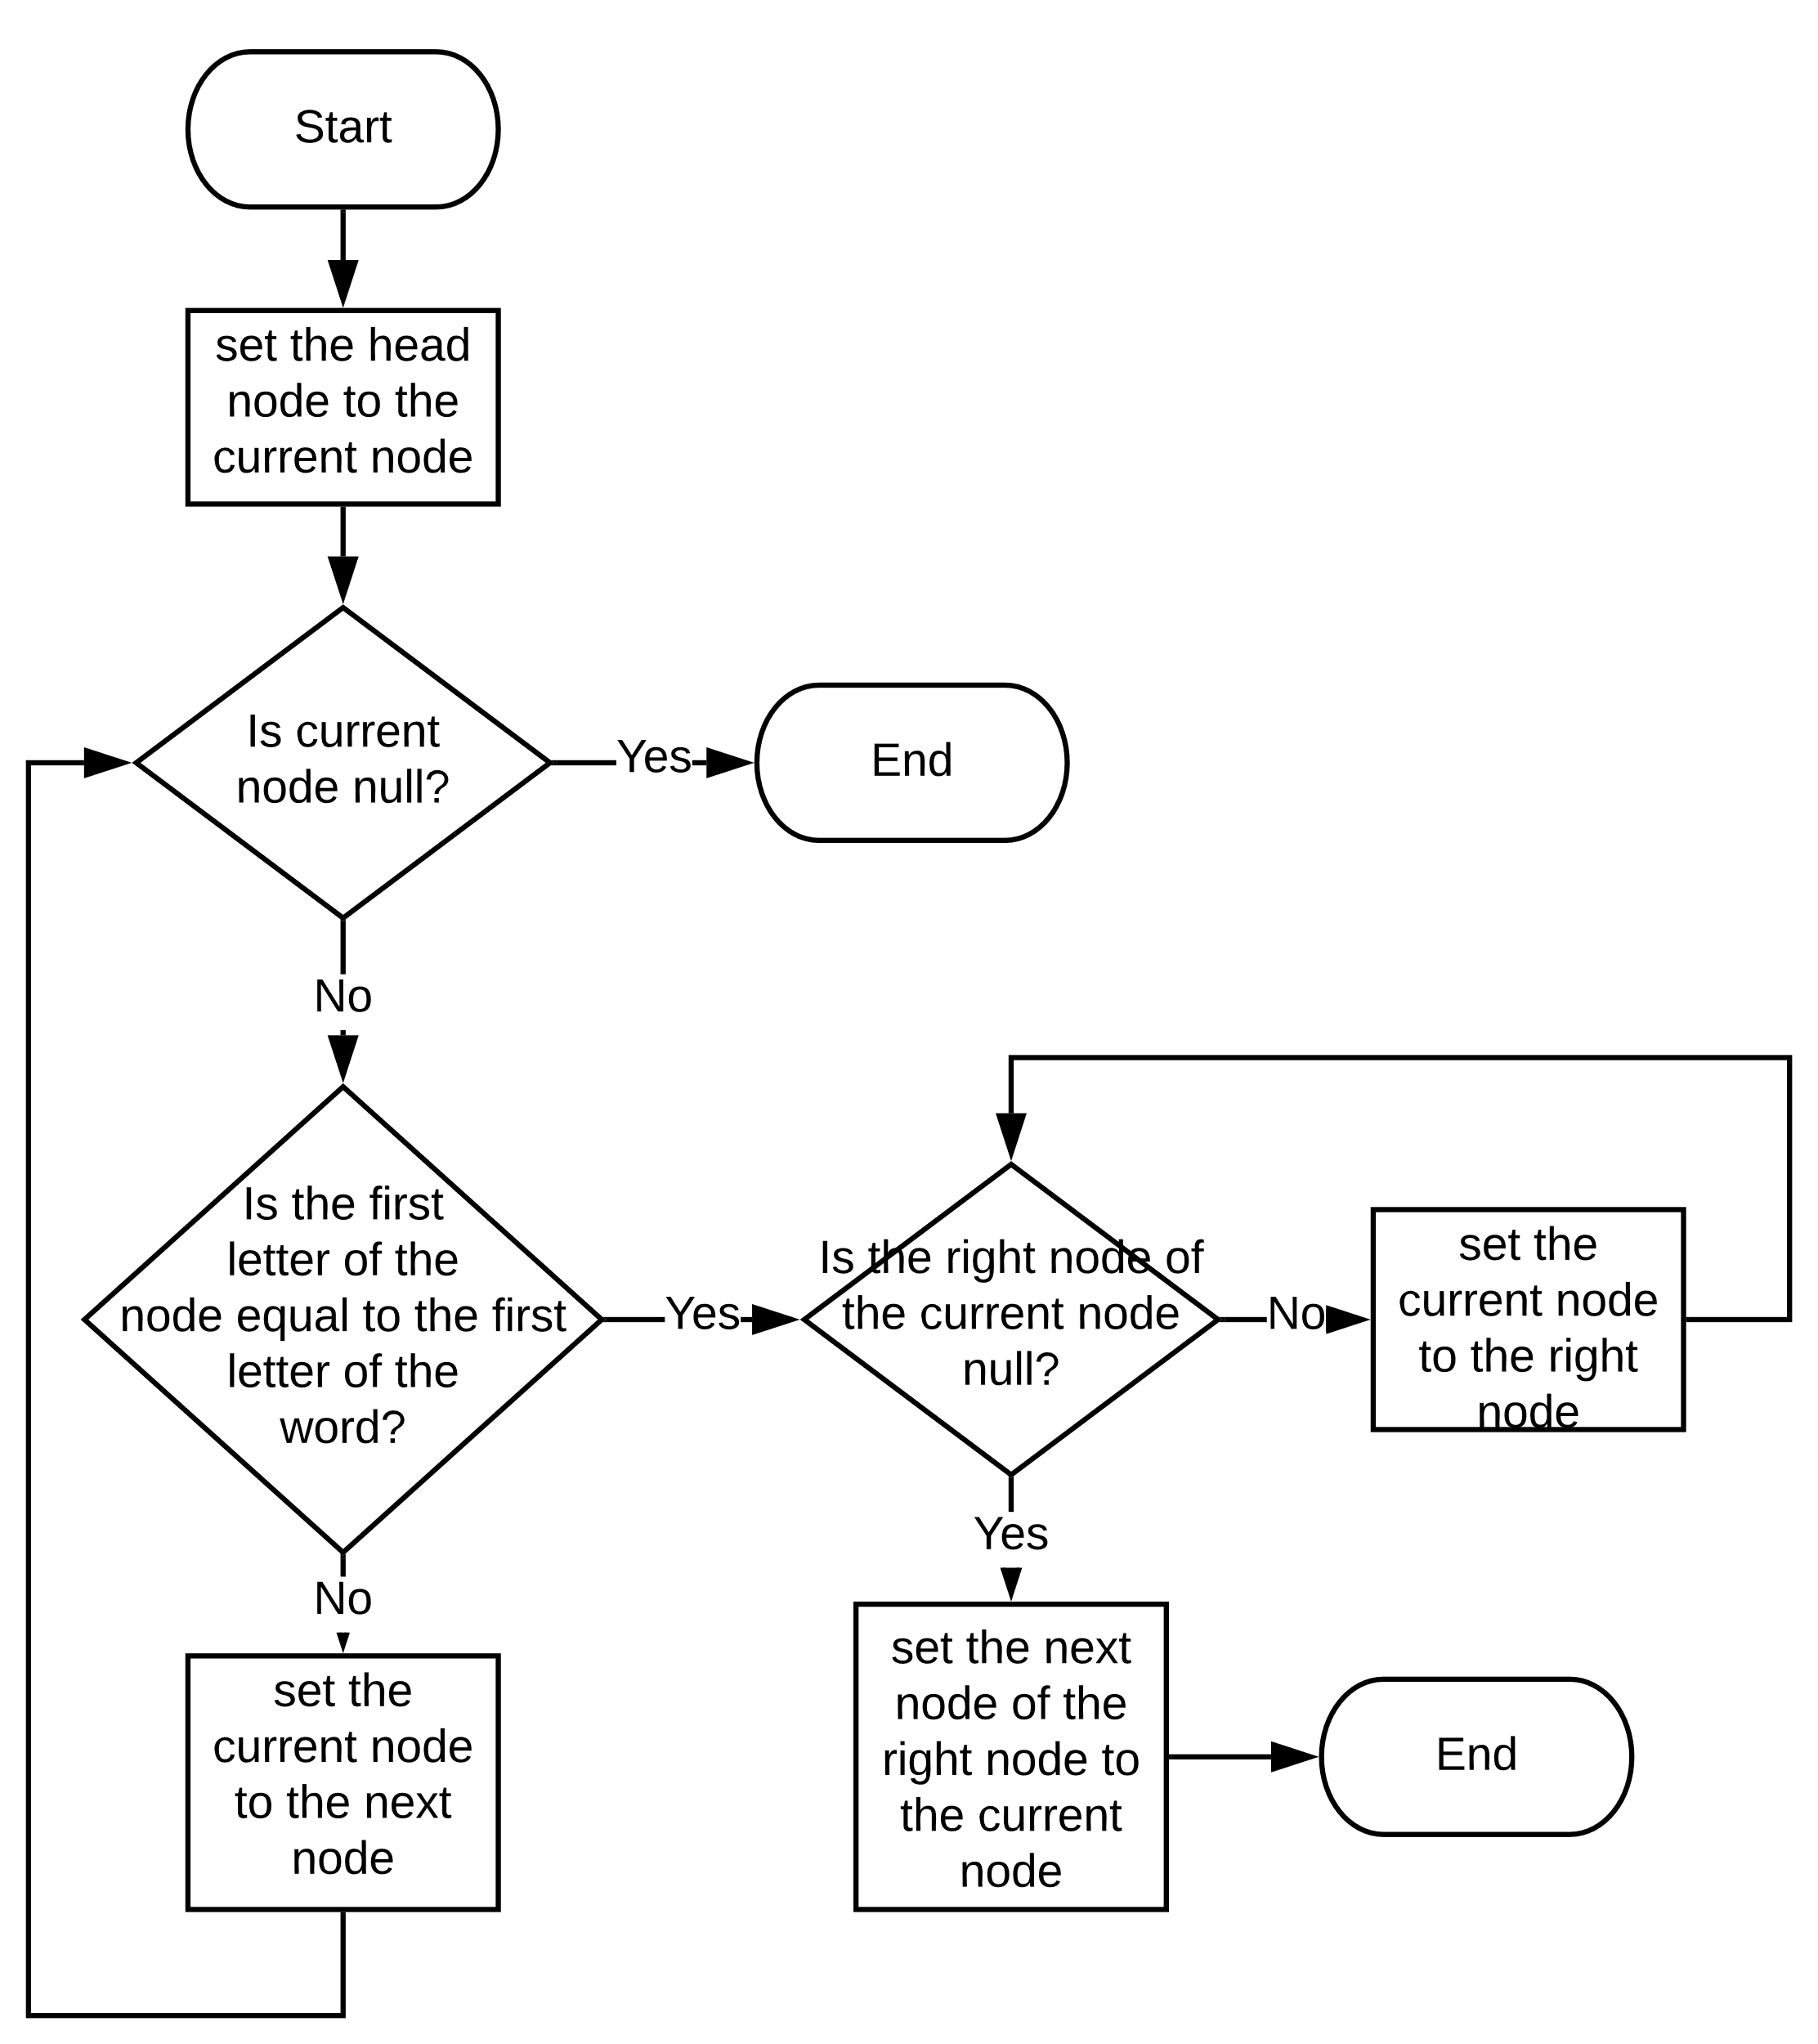 Start
set the head
node to the
current node
Is current
node null?
Yes
End
No
Is the first
letter of the
node equal to the first
letter of the
word?
Yes
Is the right node of
the current node
null?
No
set the
current node
to the right
node
No
Yes
set the
current node
to the next
node
set the next
node of the
right node to
the current
node
End